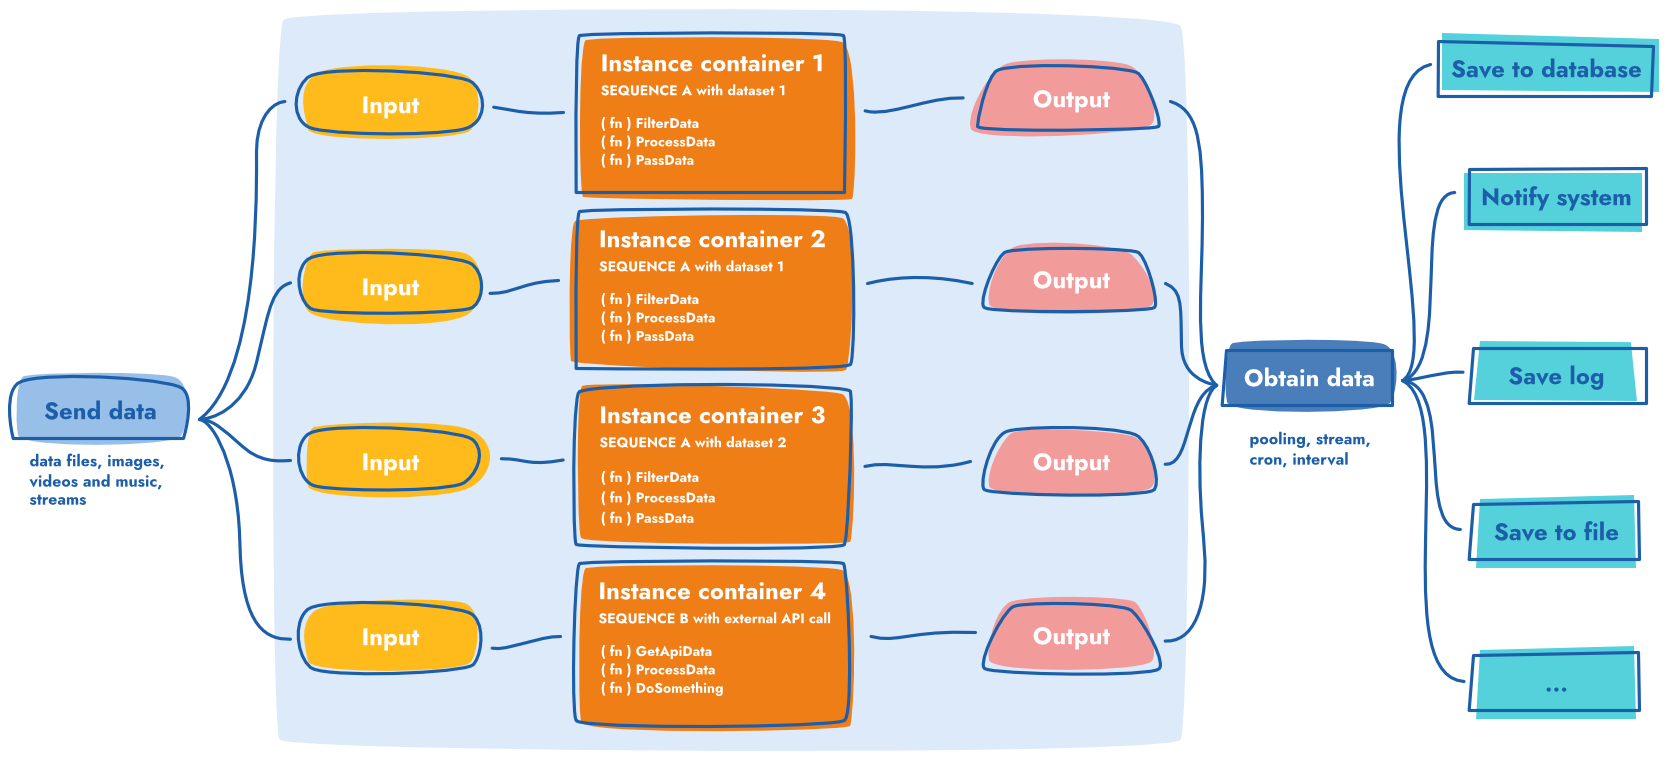 Send data
data files, images,
videos and music,
streams
Input
Instance container 1
SEQUENCE A with dataset 1
( fn ) FilterData
( fn ) ProcessData
( fn ) PassData
Output
Input
Instance container 2
SEQUENCE A with dataset 1
( fn ) FilterData
( fn ) ProcessData
( fn ) PassData
Output
Input
Instance container 3
SEQUENCE A with dataset 2
( fn ) FilterData
( fn ) ProcessData
( fn ) PassData
Output
Input
Instance container 4
SEQUENCE B with external API call
( fn ) GetApiData
( fn ) ProcessData
( fn ) DoSomething
Output
Obtain data
pooling, stream,
cron, interval
Save to database
Notify system
Save log
Save to file
...